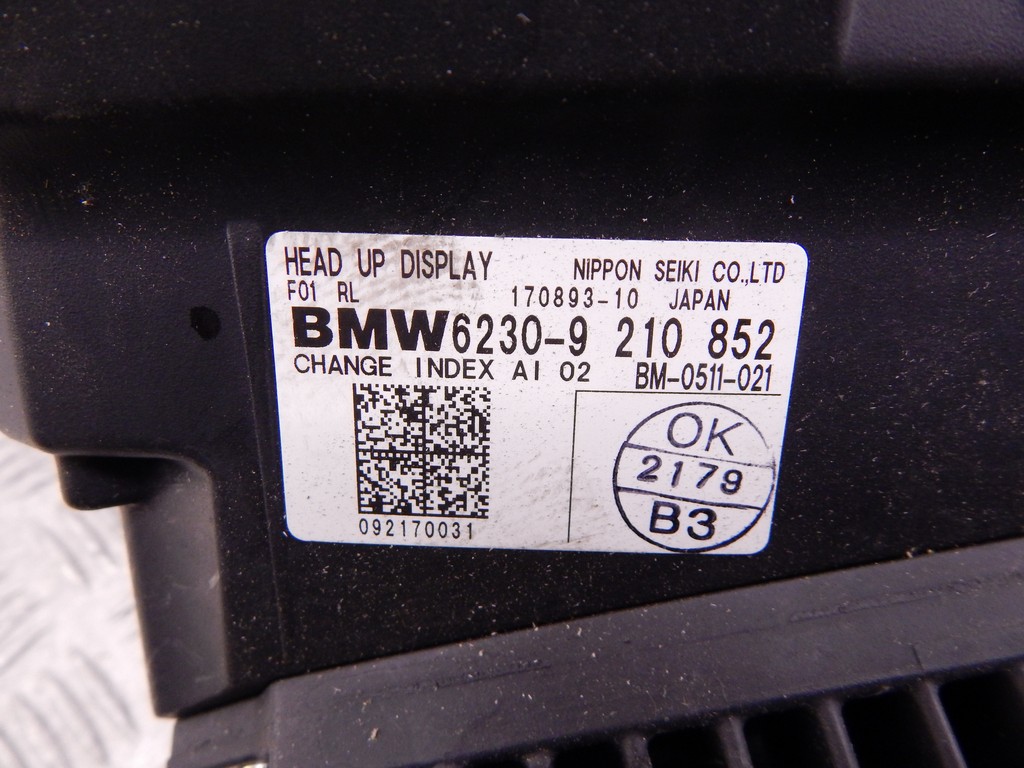 HEAD UP DISPLAY NIPPON SEIKI CO.,LTD
F01 RL 170893-10 JAPAN
BMW6230-9 210 852
CHANGE INDEX AI 02 BM-0511-021
OK
2179
B3
092170031